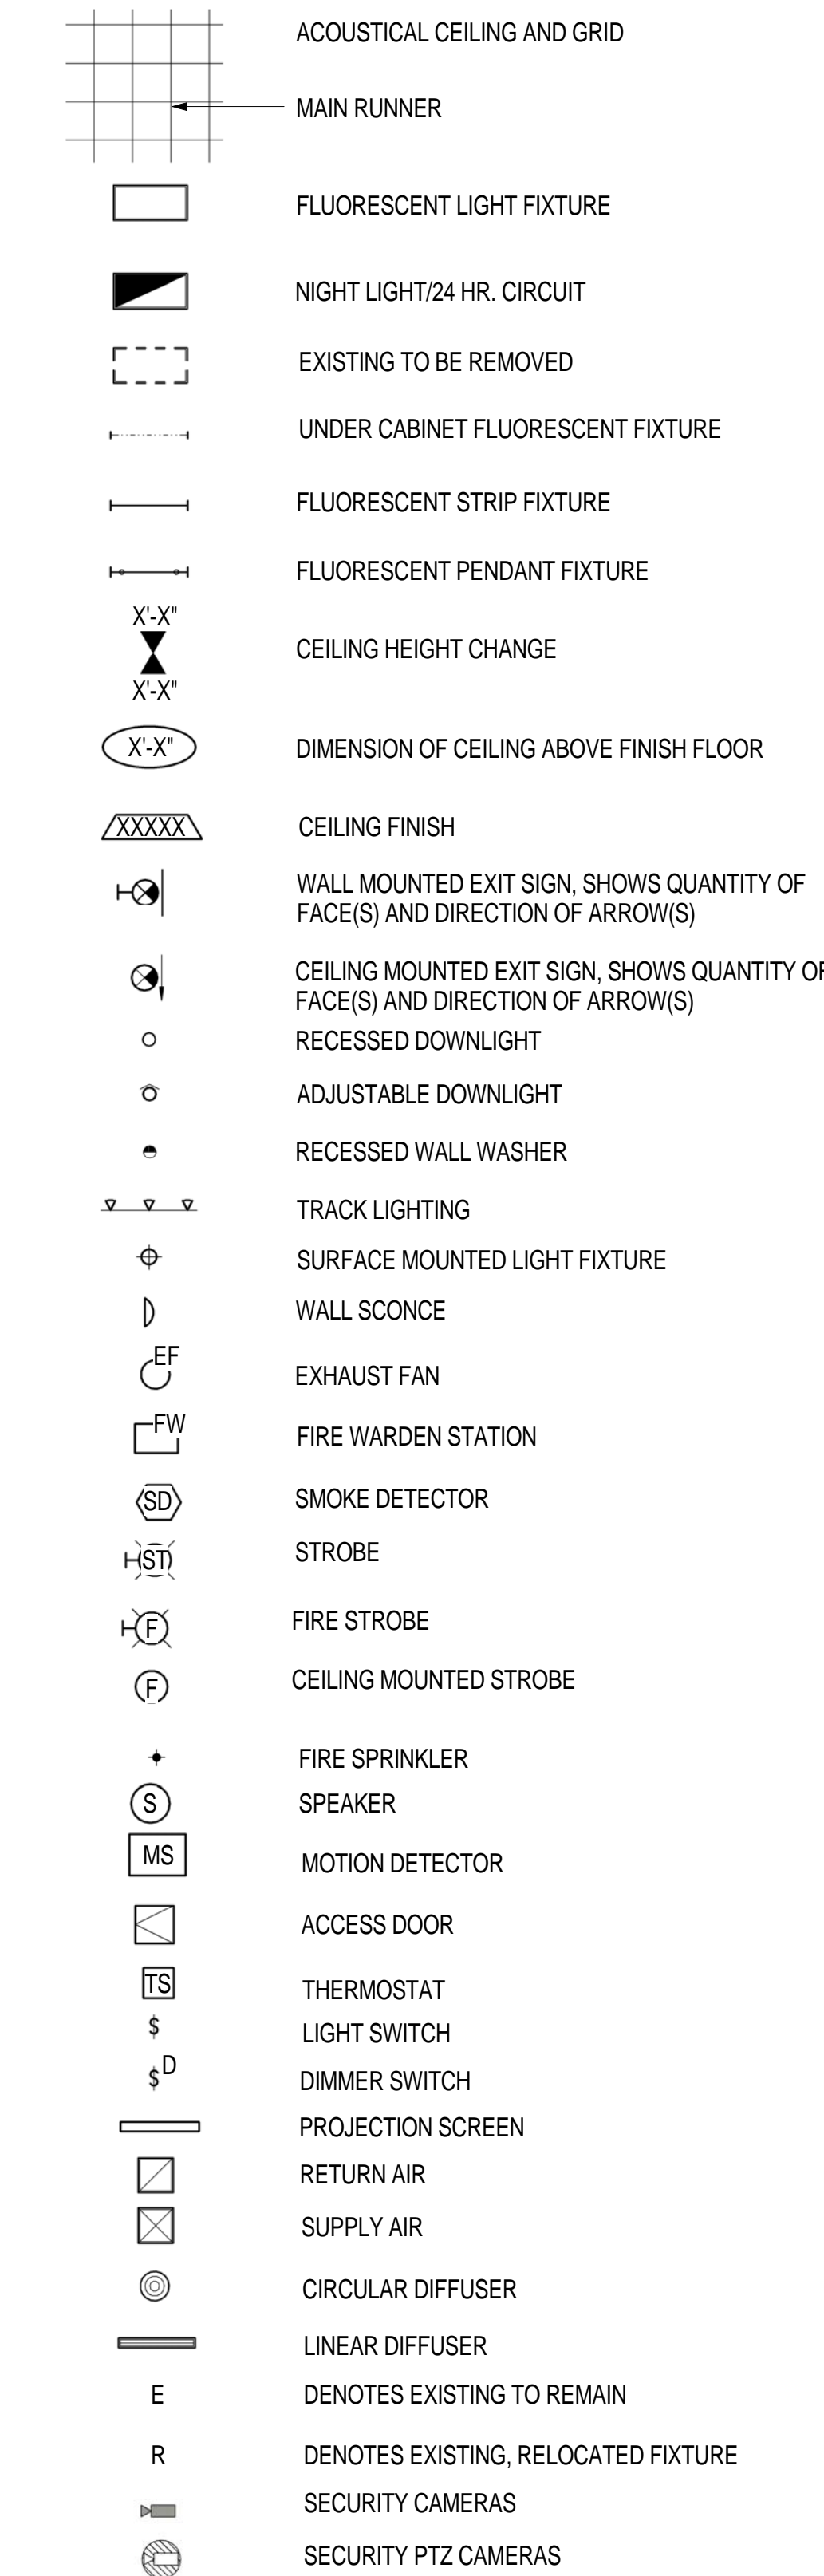 ACOUSTICAL CEILING AND GRID
MAIN RUNNER
FLUORESCENT LIGHT FIXTURE
NIGHT LIGHT/24 HR. CIRCUIT
EXISTING TO BE REMOVED
UNDER CABINET FLUORESCENT FIXTURE
FLUORESCENT STRIP FIXTURE
FLUORESCENT PENDANT FIXTURE
X'-X"
CEILING HEIGHT CHANGE
X'-X"
X'-X" DIMENSION OF CEILING ABOVE FINISH FLOOR
XXXXX CEILING FINISH
WALL MOUNTED EXIT SIGN, SHOWS QUANTITY OF
FACE(S) AND DIRECTION OF ARROW(S)
CEILING MOUNTED EXIT SIGN, SHOWS QUANTITY OF
FACE(S) AND DIRECTION OF ARROW(S)
RECESSED DOWNLIGHT
ADJUSTABLE DOWNLIGHT
RECESSED WALL WASHER
TRACK LIGHTING
SURFACE MOUNTED LIGHT FIXTURE
WALL SCONCE
EF EXHAUST FAN
FW FIRE WARDEN STATION
SD SMOKE DETECTOR
ST STROBE
F FIRE STROBE
F CEILING MOUNTED STROBE
FIRE SPRINKLER
S SPEAKER
MS MOTION DETECTOR
ACCESS DOOR
TS THERMOSTAT
$ LIGHT SWITCH
$D DIMMER SWITCH
PROJECTION SCREEN
RETURN AIR
SUPPLY AIR
CIRCULAR DIFFUSER
LINEAR DIFFUSER
E DENOTES EXISTING TO REMAIN
R DENOTES EXISTING, RELOCATED FIXTURE
SECURITY CAMERAS
SECURITY PTZ CAMERAS